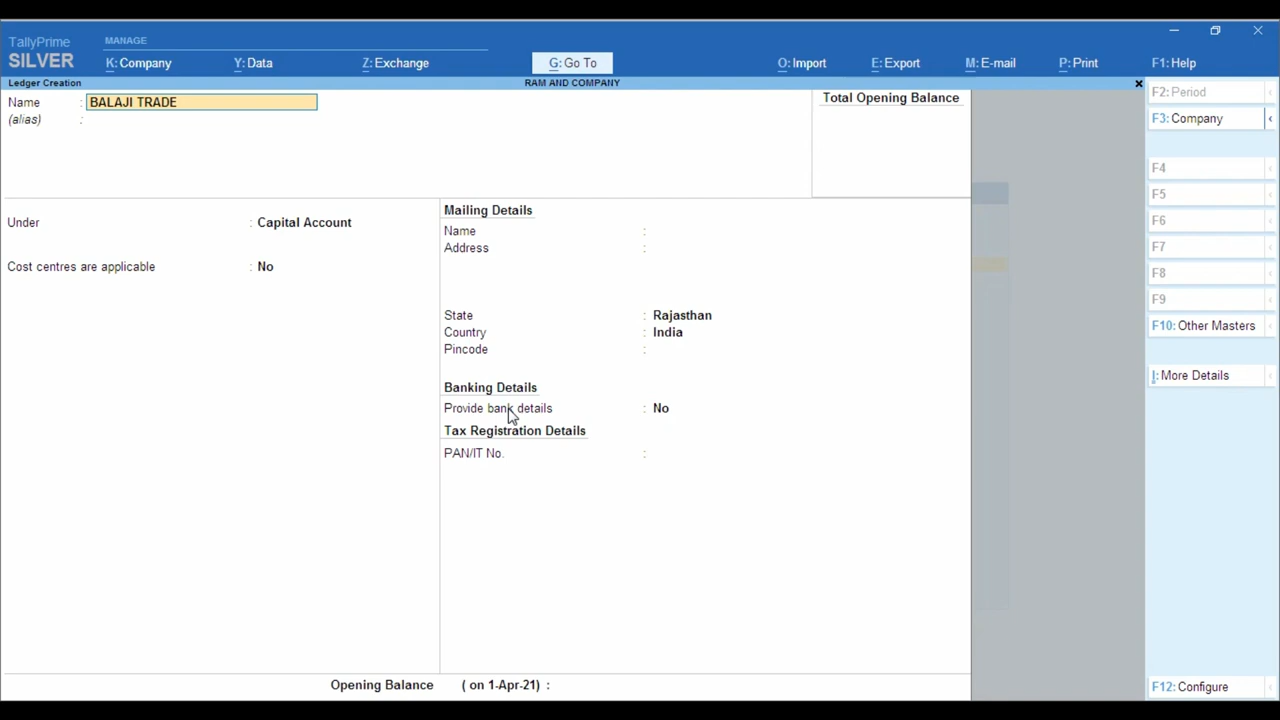 TallyPrime
SILVER
MANAGE
K: Company
Y: Data
Z: Exchange
G: Go To
O: Import
E: Export
M: E-mail
P: Print
F1: Help
Ledger Creation
RAM AND COMPANY
Name : BALAJI TRADE
(alias) :
Total Opening Balance
Under : Capital Account
Cost centres are applicable : No
Mailing Details
Name :
Address :
State : Rajasthan
Country : India
Pincode :
Banking Details
Provide bank details : No
Tax Registration Details
PAN/IT No. :
Opening Balance ( on 1-Apr-21) :
F2: Period
F3: Company
F4
F5
F6
F7
F8
F9
F10: Other Masters
I: More Details
F12: Configure